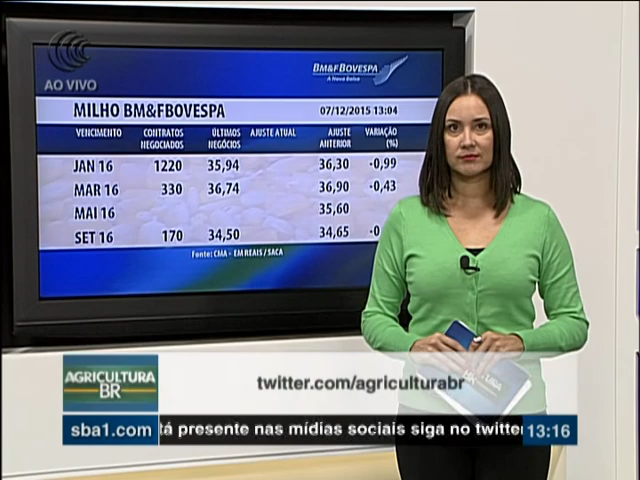 AO VIVO
BM&FBOVESPA
A Nova Bolsa
MILHO BM&FBOVESPA 07/12/2015 13:04
VENCIMENTO CONTRATOS NEGOCIADOS ÚLTIMOS NEGÓCIOS AJUSTE ATUAL AJUSTE ANTERIOR VARIAÇÃO (%)
JAN 16 1220 35,94 36,30 -0,99
MAR 16 330 36,74 36,90 -0,43
MAI 16 35,60
SET 16 170 34,50 34,65 -0
Fonte: CMA - EM REAIS / SACA
AGRICULTURA BR
twitter.com/agriculturabr
sba1.com tá presente nas mídias sociais siga no twitter 13:16